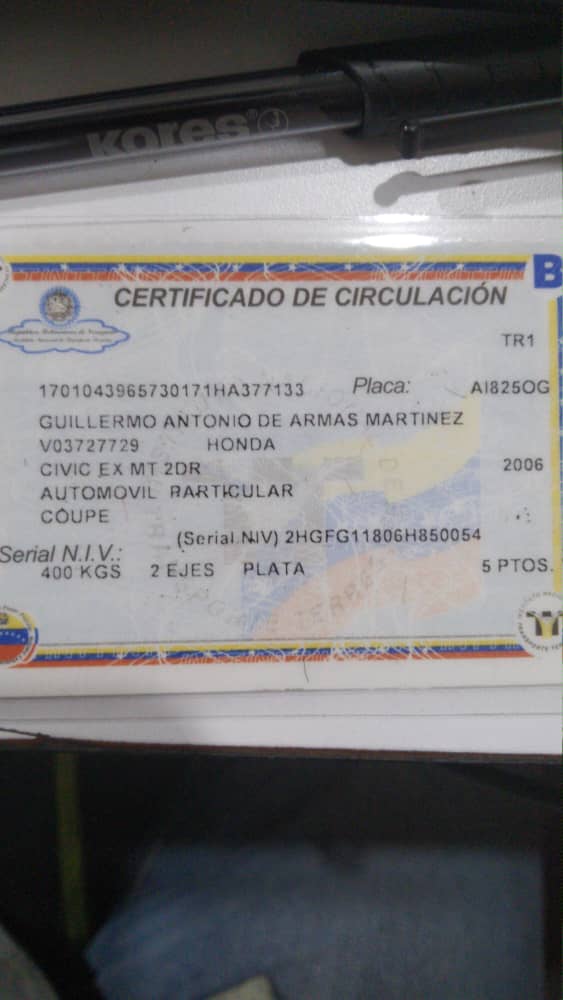 Kores
B
CERTIFICADO DE CIRCULACIÓN
TR1
1701043965730171HA377133 Placa: AI825OG
GUILLERMO ANTONIO DE ARMAS MARTINEZ
V03727729 HONDA
CIVIC EX MT 2DR 2006
AUTOMOVIL PARTICULAR
COUPE
(Serial NIV) 2HGFG11806H850054
Serial N.I.V.:
400 KGS 2 EJES PLATA 5 PTOS.